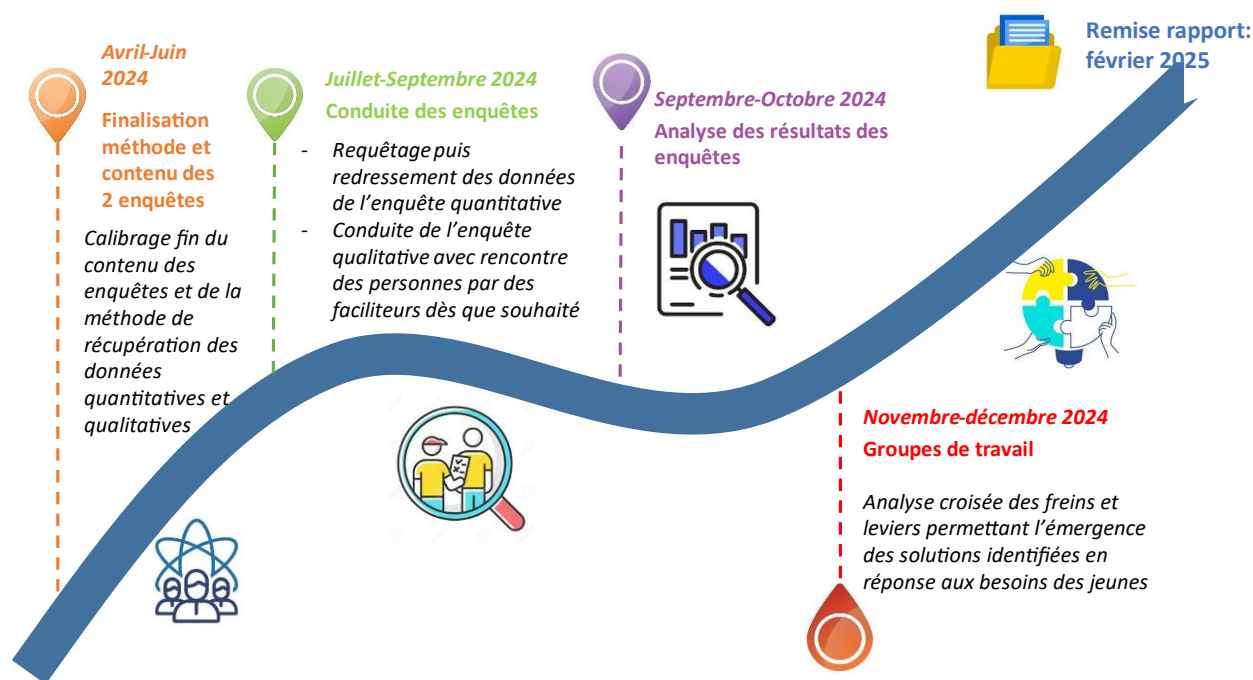 Avril-Juin
2024
Finalisation
méthode et
contenu des
2 enquêtes
Calibrage fin du
contenu des
enquêtes et de la
méthode de
récupération des
données
quantitatives et
qualitatives
Juillet-Septembre 2024
Conduite des enquêtes
- Requêtage puis
redressement des données
de l’enquête quantitative
- Conduite de l’enquête
qualitative avec rencontre
des personnes par des
faciliteurs dès que souhaité
Septembre-Octobre 2024
Analyse des résultats des
enquêtes
Novembre-décembre 2024
Groupes de travail
Analyse croisée des freins et
leviers permettant l’émergence
des solutions identifiées en
réponse aux besoins des jeunes
Remise rapport:
février 2025